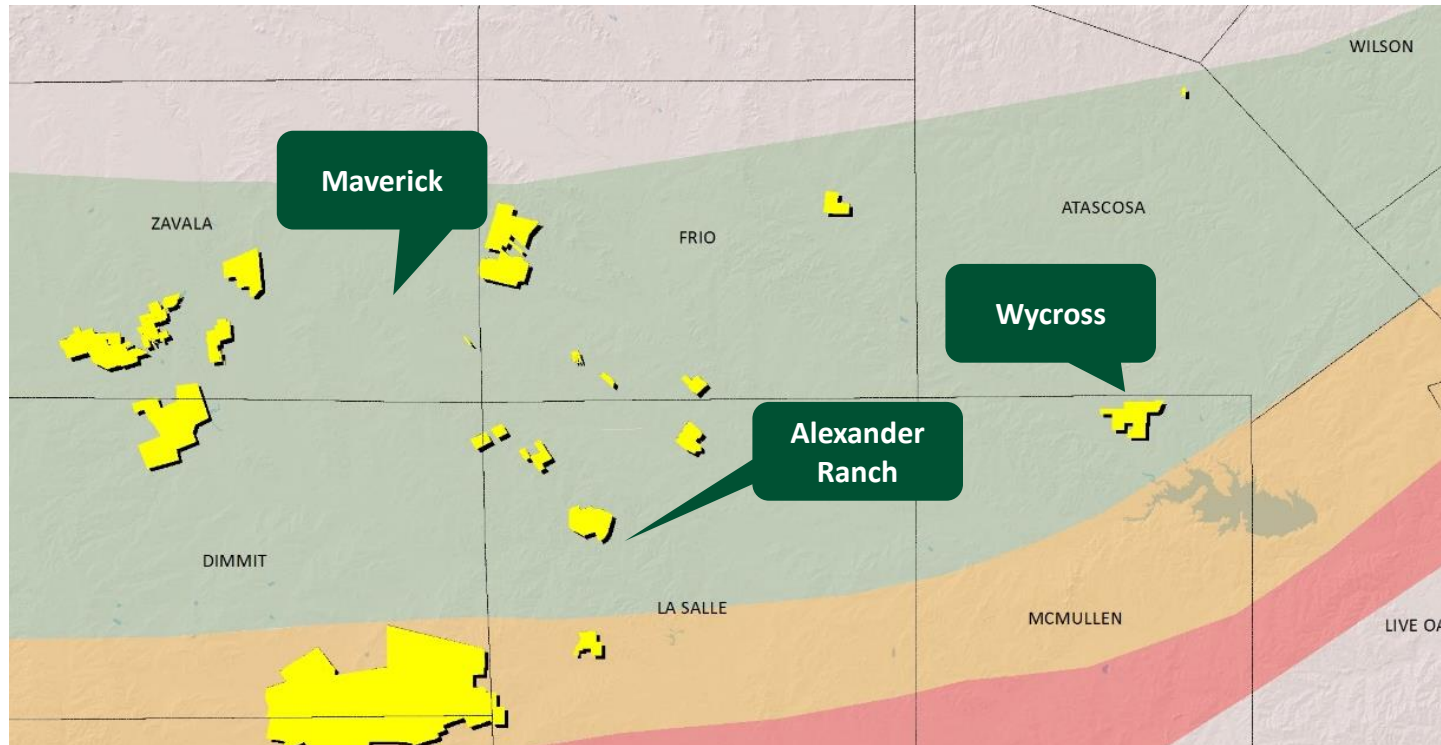 WILSON
Maverick
ZAVALA
FRIO
ATASCOSA
Wycross
Alexander
Ranch
DIMMIT
LA SALLE
MCMULLEN
LIVE OA